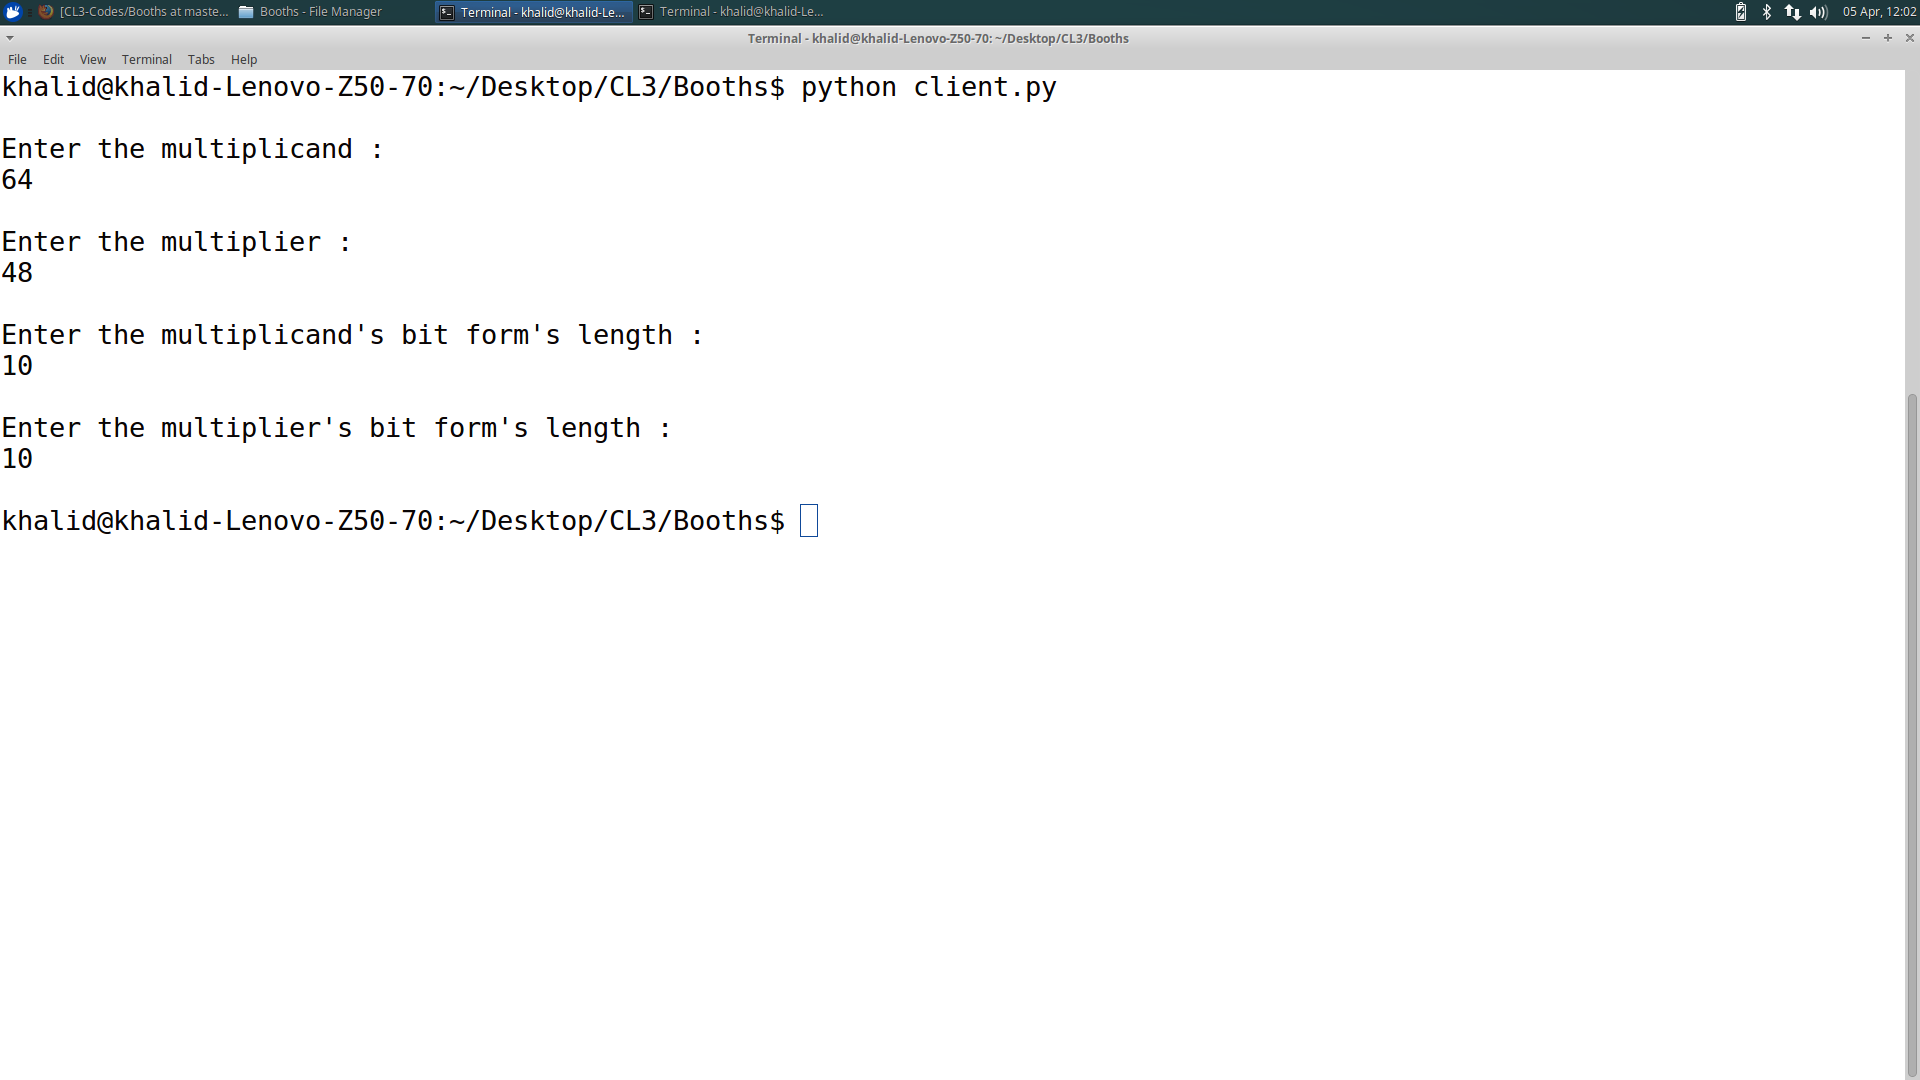 [CL3-Codes/Booths at maste... Booths - File Manager Terminal - khalid@khalid-Le... Terminal - khalid@khalid-Le... 05 Apr, 12:02
Terminal - khalid@khalid-Lenovo-Z50-70: ~/Desktop/CL3/Booths
File Edit View Terminal Tabs Help
khalid@khalid-Lenovo-Z50-70:~/Desktop/CL3/Booths$ python client.py
Enter the multiplicand :
64
Enter the multiplier :
48
Enter the multiplicand's bit form's length :
10
Enter the multiplier's bit form's length :
10
khalid@khalid-Lenovo-Z50-70:~/Desktop/CL3/Booths$